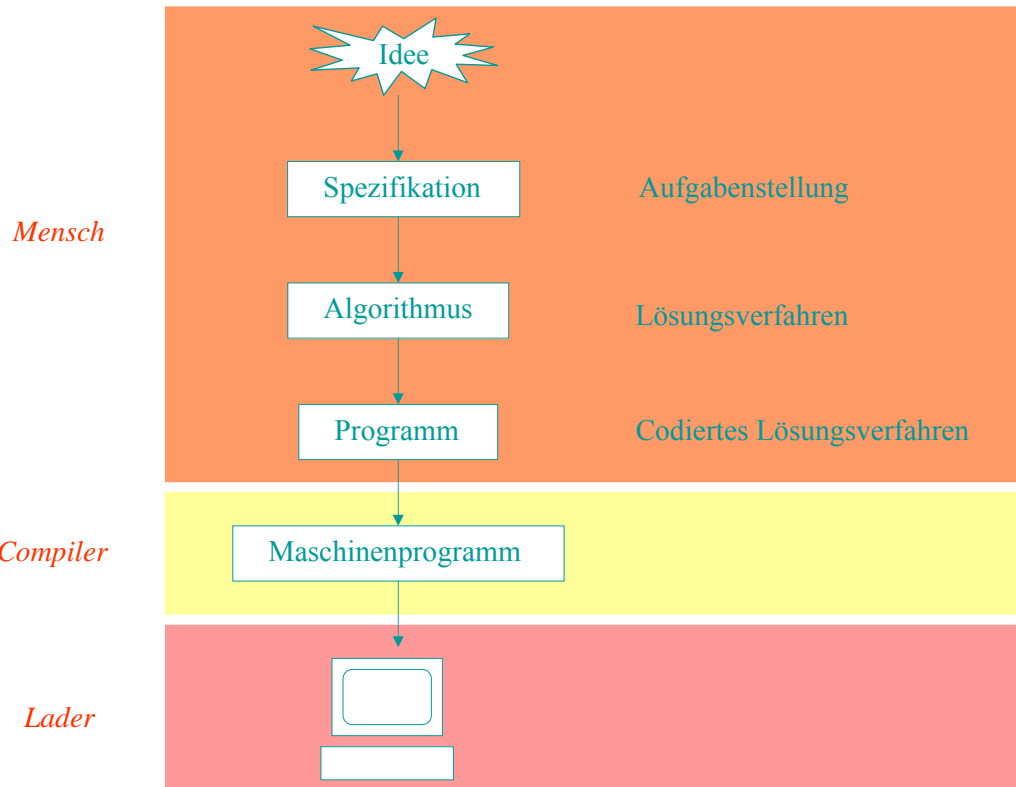 Idee
Spezifikation Aufgabenstellung
Mensch
Algorithmus Lösungsverfahren
Programm Codiertes Lösungsverfahren
Compiler Maschinenprogramm
Lader